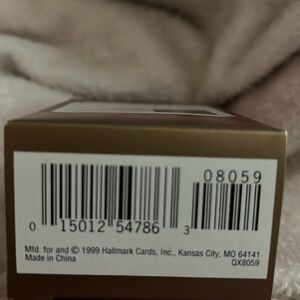 08059
0 15012 54786 3
Mfd. for and © 1999 Hallmark Cards, Inc., Kansas City, MO 64141
Made in China
QX8059